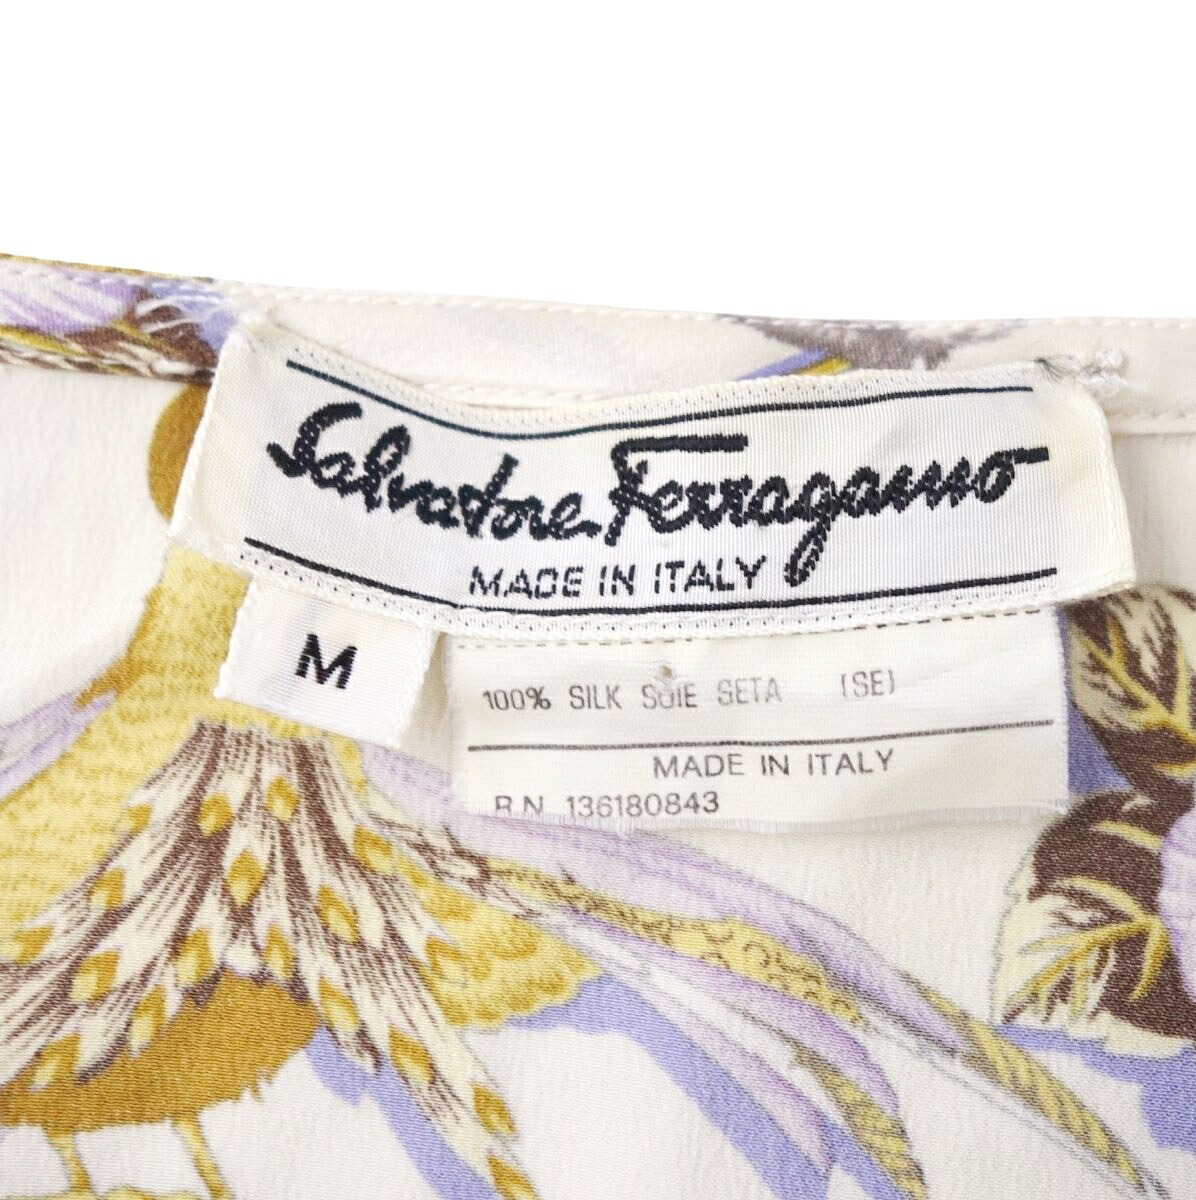 Salvatore Ferragamo
MADE IN ITALY
M
100% SILK SOIE SETA (SE)
MADE IN ITALY
R.N. 136180843